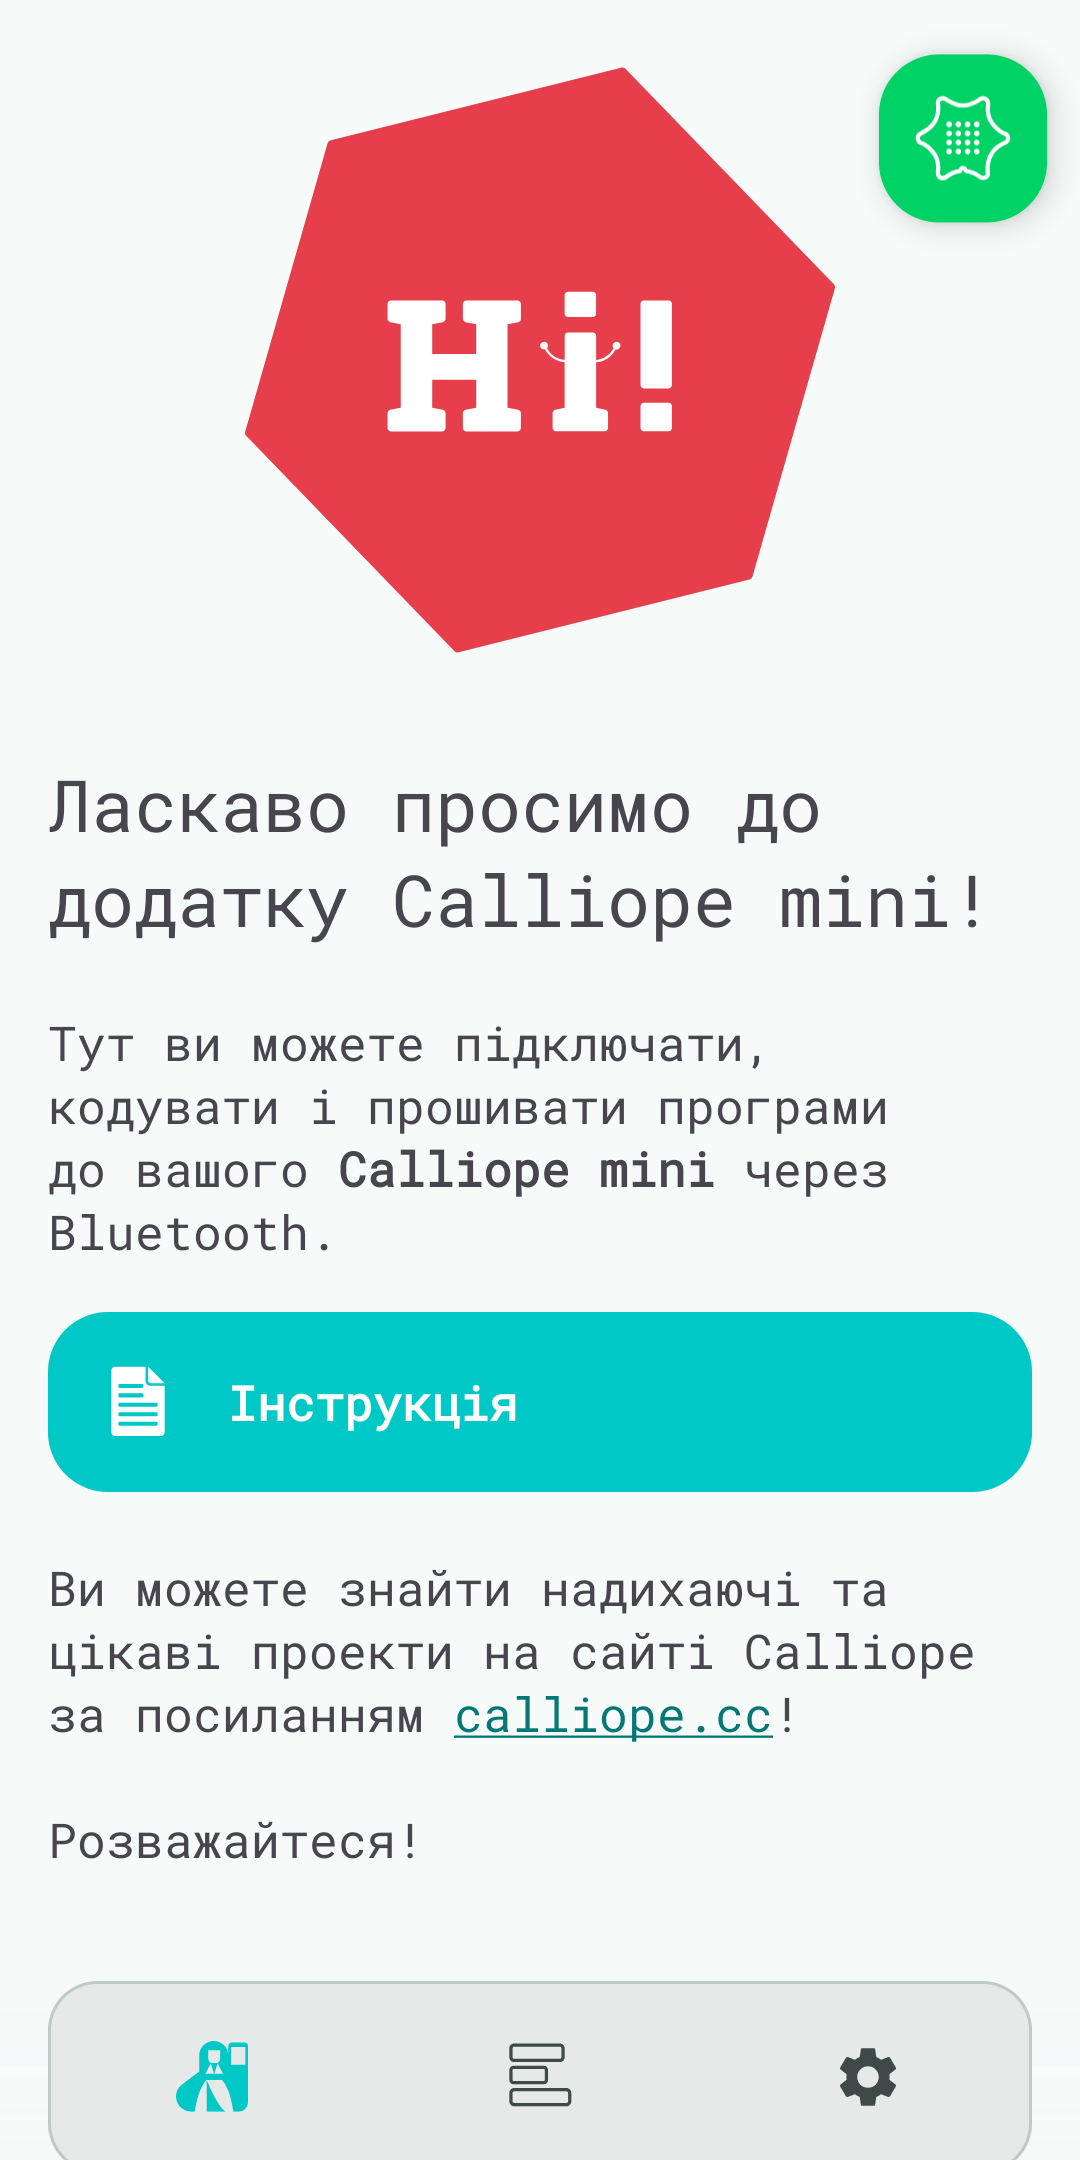 Hi!
Ласкаво просимо до
додатку Calliope mini!
Тут ви можете підключати,
кодувати і прошивати програми
до вашого Calliope mini через
Bluetooth.
Інструкція
Ви можете знайти надихаючі та
цікаві проекти на сайті Calliope
за посиланням calliope.cc!
Розважайтеся!